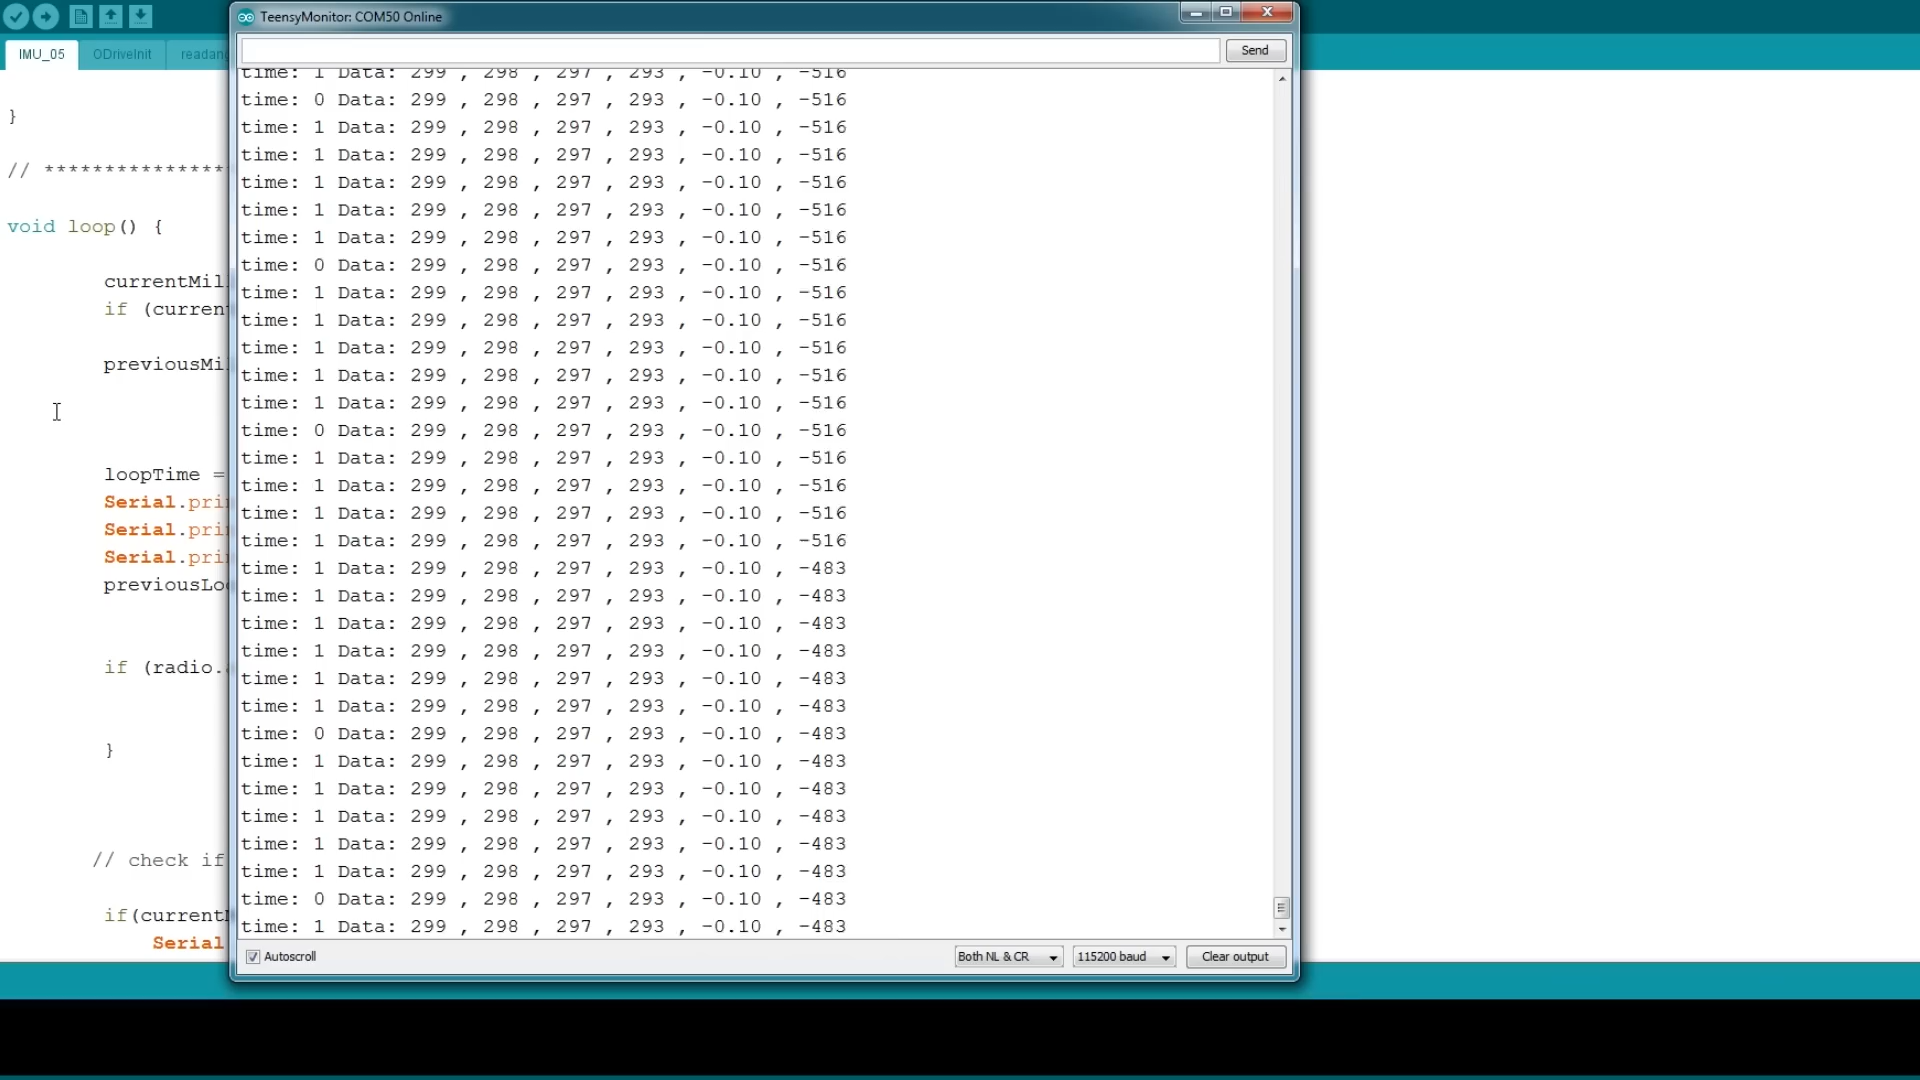 TeensyMonitor: COM50 Online
IMU_05 ODriveInit
Send
time: 1 Data: 299 , 298 , 297 , 293 , -0.10 , -516
time: 0 Data: 299 , 298 , 297 , 293 , -0.10 , -516
time: 1 Data: 299 , 298 , 297 , 293 , -0.10 , -516
time: 1 Data: 299 , 298 , 297 , 293 , -0.10 , -516
time: 1 Data: 299 , 298 , 297 , 293 , -0.10 , -516
time: 1 Data: 299 , 298 , 297 , 293 , -0.10 , -516
time: 1 Data: 299 , 298 , 297 , 293 , -0.10 , -516
time: 0 Data: 299 , 298 , 297 , 293 , -0.10 , -516
time: 1 Data: 299 , 298 , 297 , 293 , -0.10 , -516
time: 1 Data: 299 , 298 , 297 , 293 , -0.10 , -516
time: 1 Data: 299 , 298 , 297 , 293 , -0.10 , -516
time: 1 Data: 299 , 298 , 297 , 293 , -0.10 , -516
time: 1 Data: 299 , 298 , 297 , 293 , -0.10 , -516
time: 0 Data: 299 , 298 , 297 , 293 , -0.10 , -516
time: 1 Data: 299 , 298 , 297 , 293 , -0.10 , -516
time: 1 Data: 299 , 298 , 297 , 293 , -0.10 , -516
time: 1 Data: 299 , 298 , 297 , 293 , -0.10 , -516
time: 1 Data: 299 , 298 , 297 , 293 , -0.10 , -516
time: 1 Data: 299 , 298 , 297 , 293 , -0.10 , -483
time: 1 Data: 299 , 298 , 297 , 293 , -0.10 , -483
time: 1 Data: 299 , 298 , 297 , 293 , -0.10 , -483
time: 1 Data: 299 , 298 , 297 , 293 , -0.10 , -483
time: 1 Data: 299 , 298 , 297 , 293 , -0.10 , -483
time: 1 Data: 299 , 298 , 297 , 293 , -0.10 , -483
time: 0 Data: 299 , 298 , 297 , 293 , -0.10 , -483
time: 1 Data: 299 , 298 , 297 , 293 , -0.10 , -483
time: 1 Data: 299 , 298 , 297 , 293 , -0.10 , -483
time: 1 Data: 299 , 298 , 297 , 293 , -0.10 , -483
time: 1 Data: 299 , 298 , 297 , 293 , -0.10 , -483
time: 1 Data: 299 , 298 , 297 , 293 , -0.10 , -483
time: 0 Data: 299 , 298 , 297 , 293 , -0.10 , -483
time: 1 Data: 299 , 298 , 297 , 293 , -0.10 , -483
Autoscroll
Both NL & CR
115200 baud
Clear output
}
// ***************
void loop() {
currentMil
if (curren
previousMi
loopTime =
Serial.pri
Serial.pri
Serial.pri
previousLo
if (radio.
}
// check if
if(current
Serial